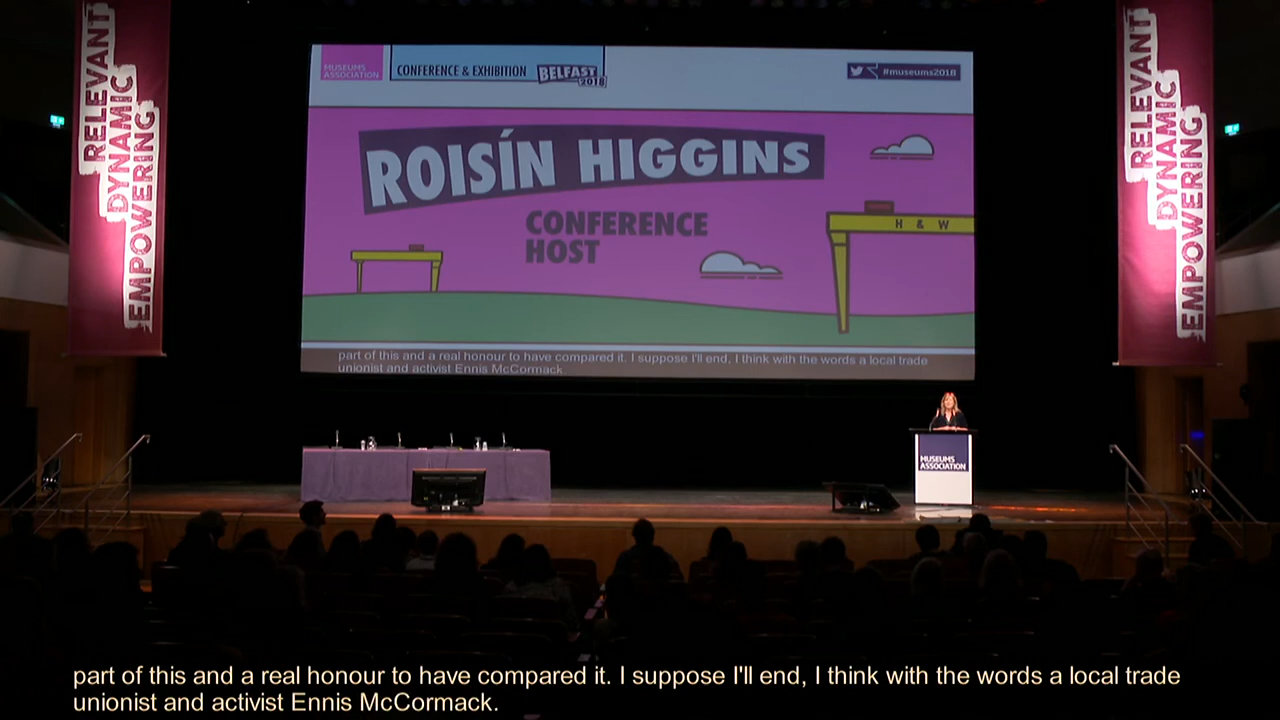 RELEVANT
DYNAMIC
EMPOWERING
MUSEUMS
ASSOCIATION
CONFERENCE & EXHIBITION
BELFAST
2018
#museums2018
ROISÍN HIGGINS
CONFERENCE
HOST
H & W
part of this and a real honour to have compared it. I suppose I'll end, I think with the words a local trade
unionist and activist Ennis McCormack
RELEVANT
DYNAMIC
EMPOWERING
MUSEUMS
ASSOCIATION
part of this and a real honour to have compared it. I suppose I'll end, I think with the words a local trade
unionist and activist Ennis McCormack.